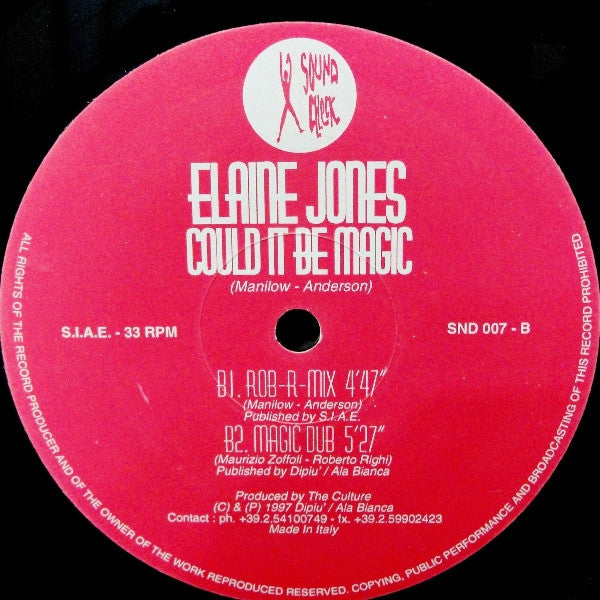 SOUND
CHECK
ELAINE JONES
COULD IT BE MAGIC
(Manilow - Anderson)
S.I.A.E. - 33 RPM
SND 007 - B
B1. ROB-R-MIX 4'47"
(Manilow - Anderson)
Published by S.I.A.E.
B2. MAGIC DUB 5'27"
(Maurizio Zoffoli - Roberto Righi)
Published by Dipiu' / Ala Bianca
Produced by The Culture
(C) & (P) 1997 Dipiu' / Ala Bianca
Contact : ph. +39.2.54100749 - fx. +39.2.59902423
Made in Italy
ALL RIGHTS OF THE RECORD PRODUCER AND OF THE OWNER OF THE WORK REPRODUCED RESERVED. COPYING, PUBLIC PERFORMANCE AND BROADCASTING OF THIS RECORD PROHIBITED